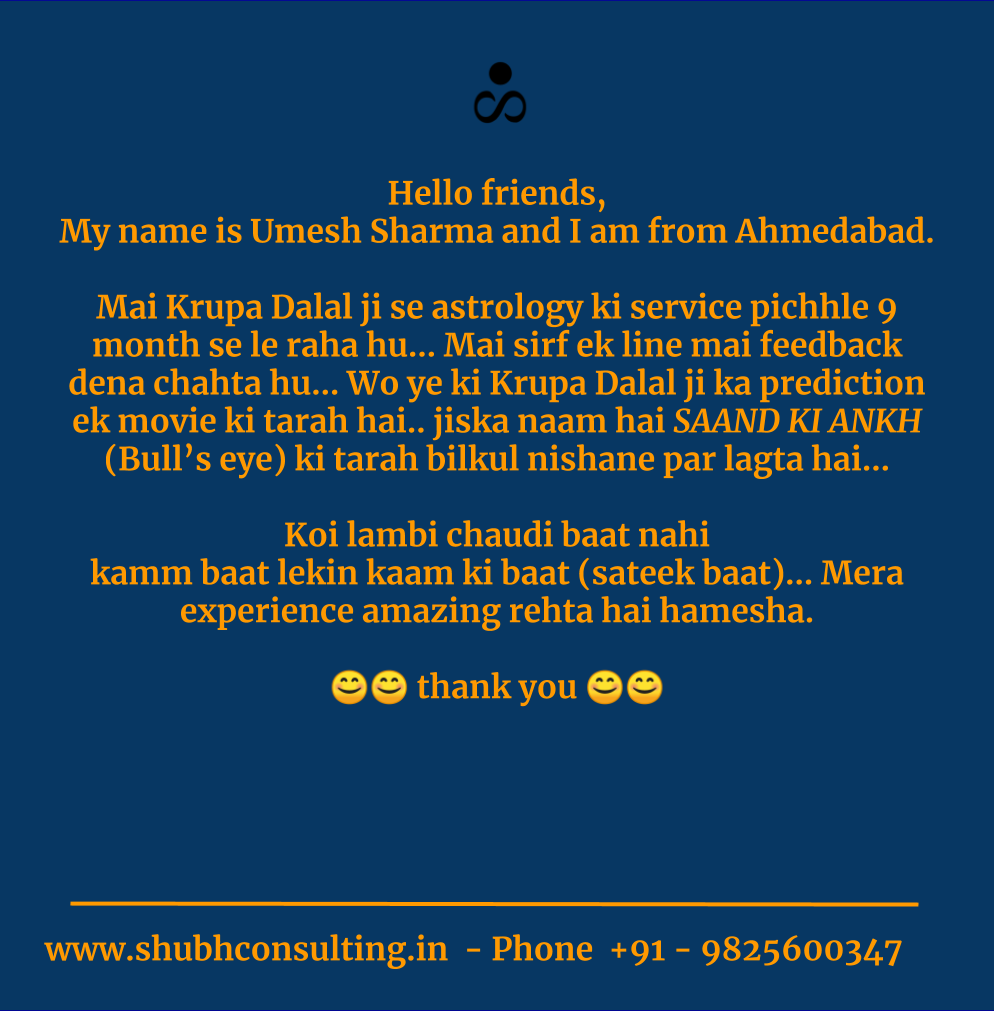 Hello friends,
My name is Umesh Sharma and I am from Ahmedabad.
Mai Krupa Dalal ji se astrology ki service pichhle 9
month se le raha hu... Mai sirf ek line mai feedback
dena chahta hu... Wo ye ki Krupa Dalal ji ka prediction
ek movie ki tarah hai.. jiska naam hai SAAND KI ANKH
(Bull’s eye) ki tarah bilkul nishane par lagta hai...
Koi lambi chaudi baat nahi
kamm baat lekin kaam ki baat (sateek baat)... Mera
experience amazing rehta hai hamesha.
😊😊 thank you 😊😊
www.shubhconsulting.in - Phone +91 - 9825600347